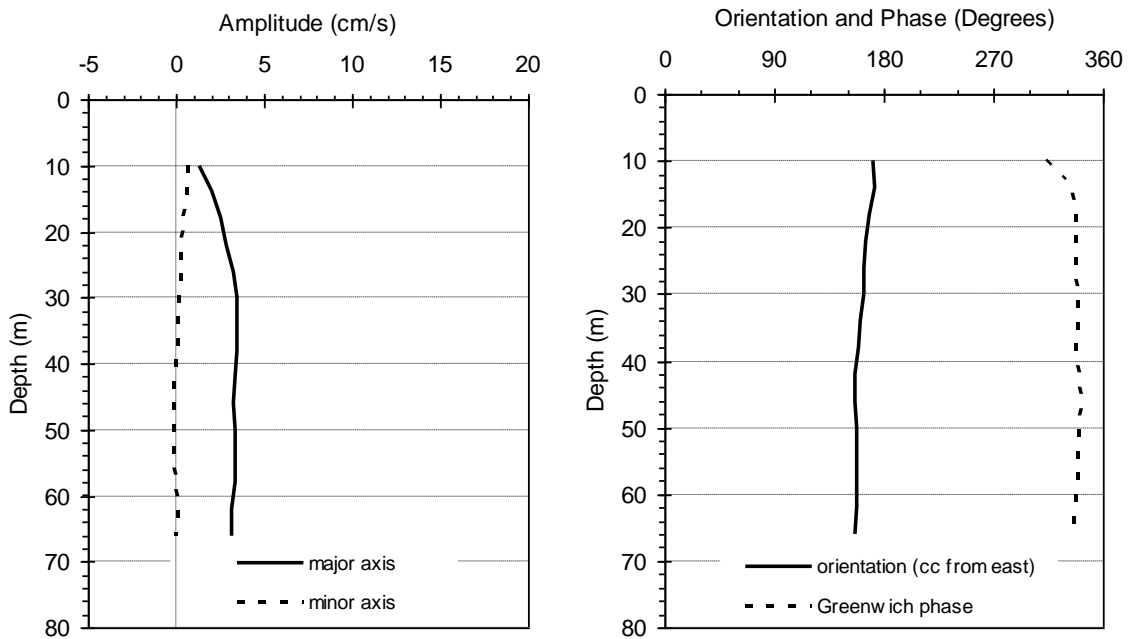 Amplitude (cm/s)
-5 0 5 10 15 20
0
10
20
30
40
50
60
70
80
Depth (m)
major axis
minor axis
Orientation and Phase (Degrees)
0 90 180 270 360
0
10
20
30
40
50
60
70
80
Depth (m)
orientation (cc from east)
Greenwich phase